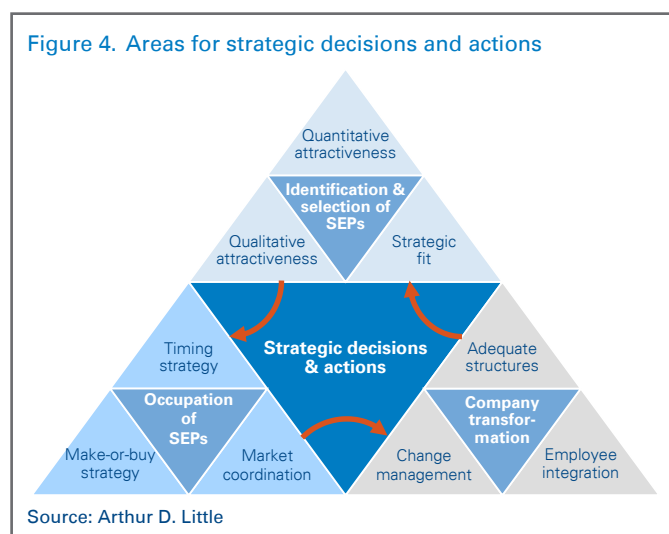 Figure 4. Areas for strategic decisions and actions
Quantitative
attractiveness
Identification &
selection of
SEPs
Qualitative
attractiveness
Strategic
fit
Strategic decisions
& actions
Timing
strategy
Adequate
structures
Occupation
of
SEPs
Company
transfor-
mation
Make-or-buy
strategy
Market
coordination
Change
management
Employee
integration
Source: Arthur D. Little